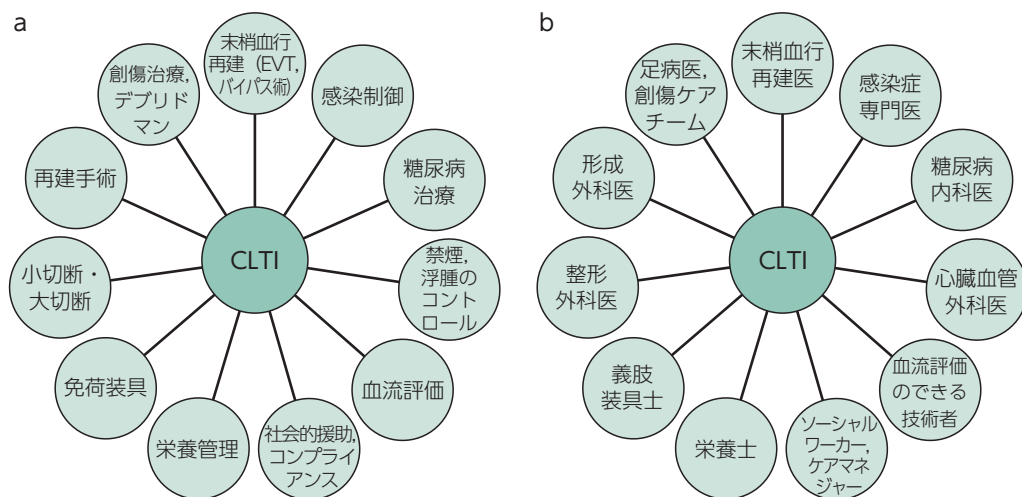 a
末梢血行
再建（EVT,
バイパス術）
感染制御
糖尿病
治療
禁煙，
浮腫の
コント
ロール
血流評価
社会的援助，
コンプライ
アンス
栄養管理
免荷装具
小切断・
大切断
再建手術
創傷治療，
デブリド
マン
CLTI
b
末梢血行
再建医
感染症
専門医
糖尿病
内科医
心臓血管
外科医
血流評価
のできる
技術者
ソーシャル
ワーカー，
ケアマネ
ジャー
栄養士
義肢
装具士
整形
外科医
形成
外科医
足病医，
創傷ケア
チーム
CLTI